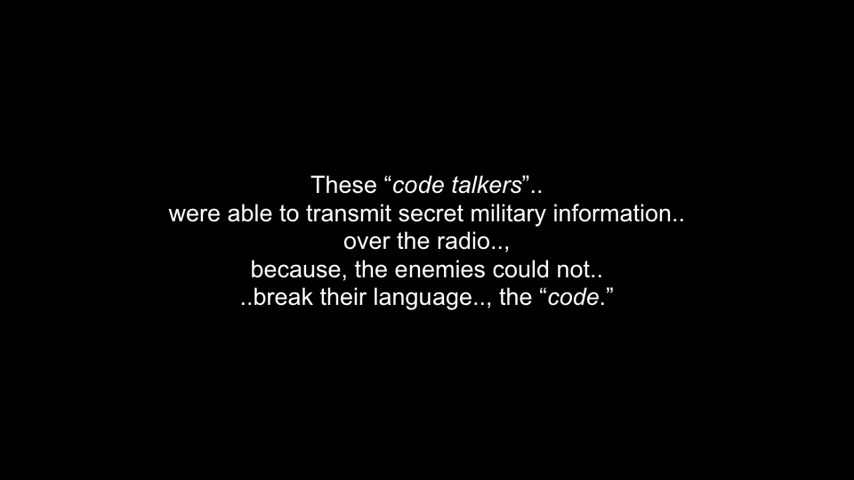 These “code talkers”..
were able to transmit secret military information..
over the radio..,
because, the enemies could not..
..break their language.., the “code.”